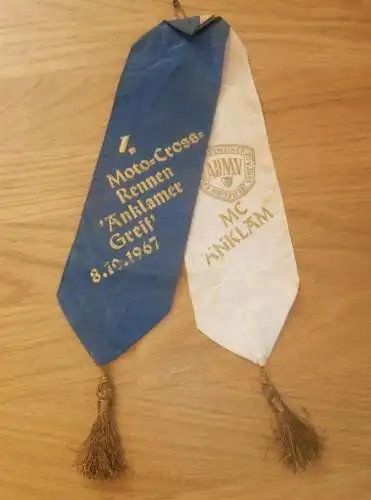 1.
Moto=Cross=
Rennen
'Anklamer
Greif'
8.10.1967
ADMV
MC
ANKLAM